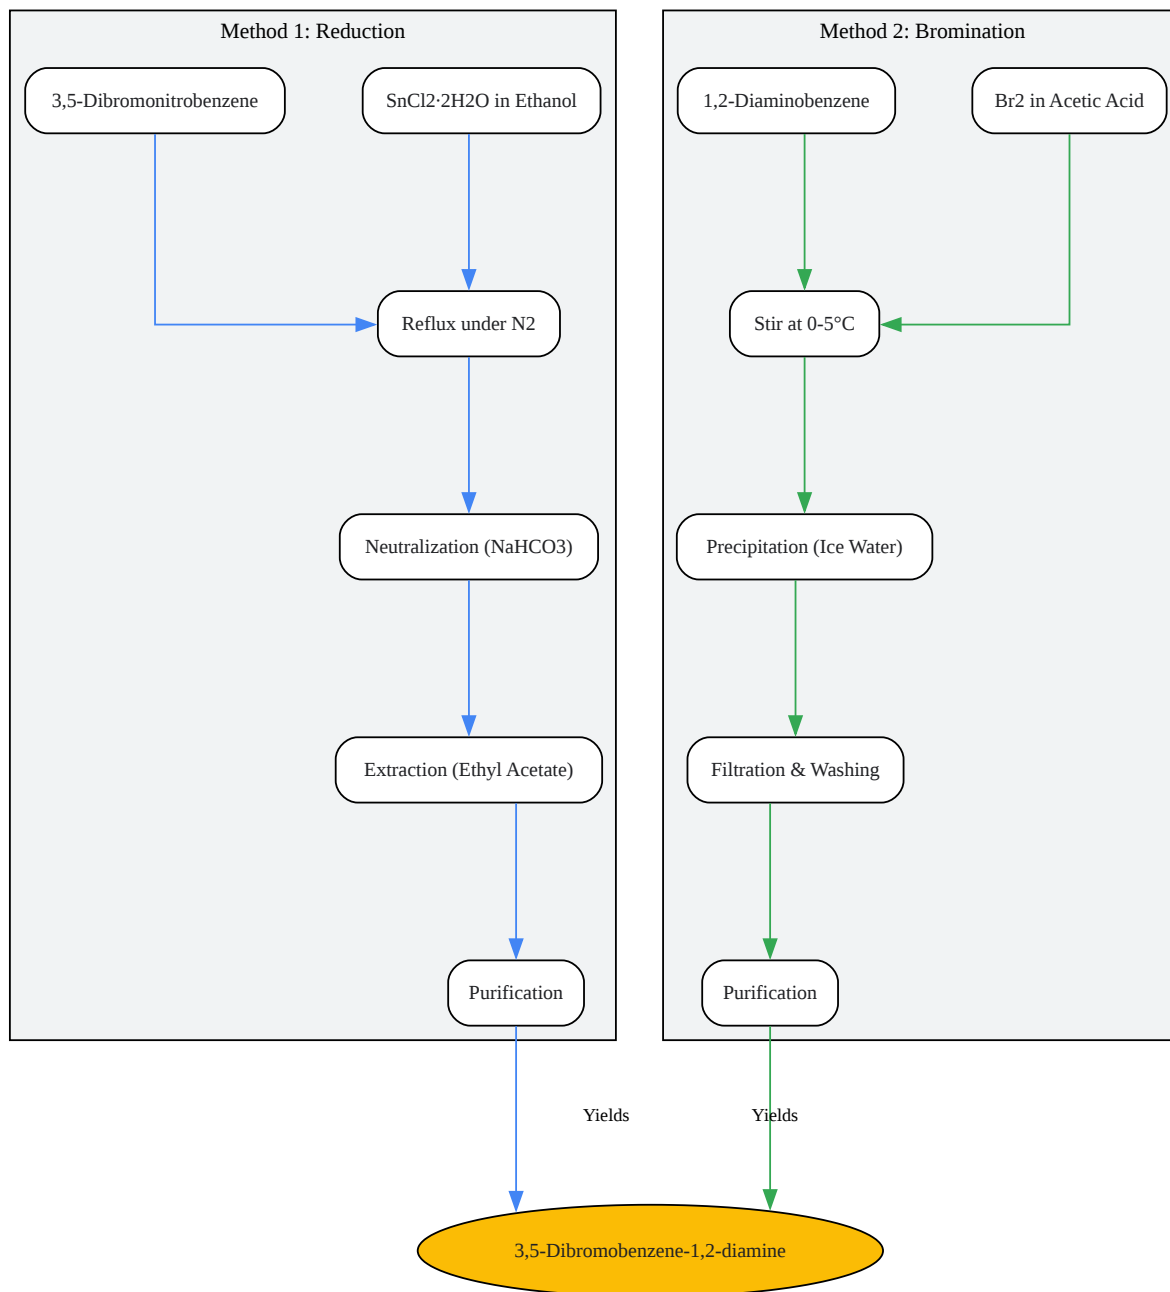 Method 1: Reduction
3,5-Dibromonitrobenzene
SnCl2·2H2O in Ethanol
Reflux under N2
Neutralization (NaHCO3)
Extraction (Ethyl Acetate)
Purification
Method 2: Bromination
1,2-Diaminobenzene
Br2 in Acetic Acid
Stir at 0-5°C
Precipitation (Ice Water)
Filtration & Washing
Purification
Yields
Yields
3,5-Dibromobenzene-1,2-diamine